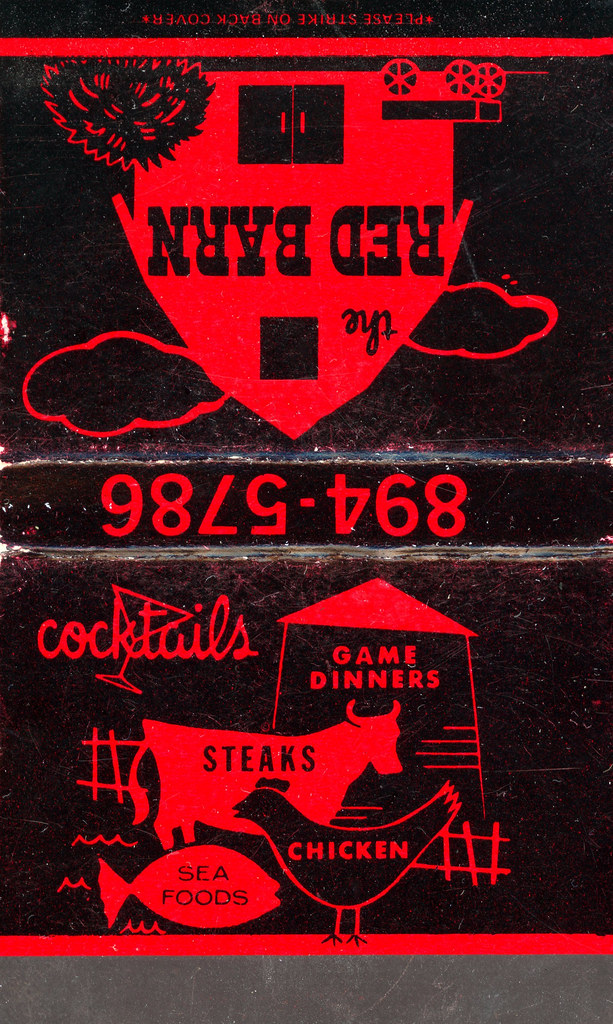 *PLEASE STRIKE ON BACK COVER*
the
RED BARN
894-5786
cocktails
GAME
DINNERS
STEAKS
CHICKEN
SEA
FOODS